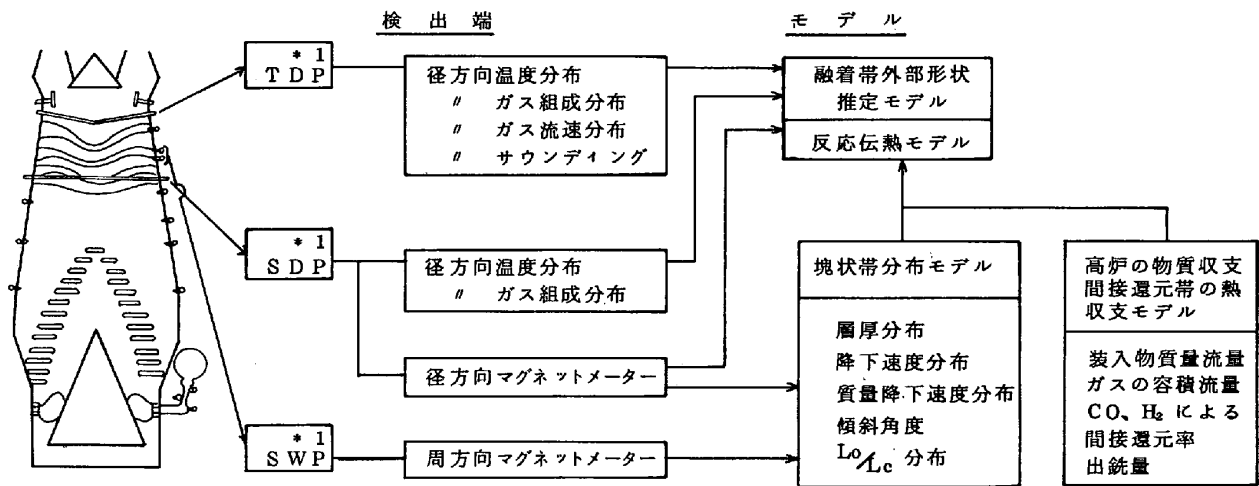 検出端
モデル
*1
TDP
径方向温度分布
〃 ガス組成分布
〃 ガス流速分布
〃 サウンディング
融着帯外部形状
推定モデル
反応伝熱モデル
*1
SDP
径方向温度分布
〃 ガス組成分布
径方向マグネットメーター
*1
SWP
周方向マグネットメーター
塊状帯分布モデル
層厚分布
降下速度分布
質量降下速度分布
傾斜角度
Lo/Lc 分布
高炉の物質収支
間接還元帯の熱
収支モデル
装入物質量流量
ガスの容積流量
CO、H₂による
間接還元率
出銑量